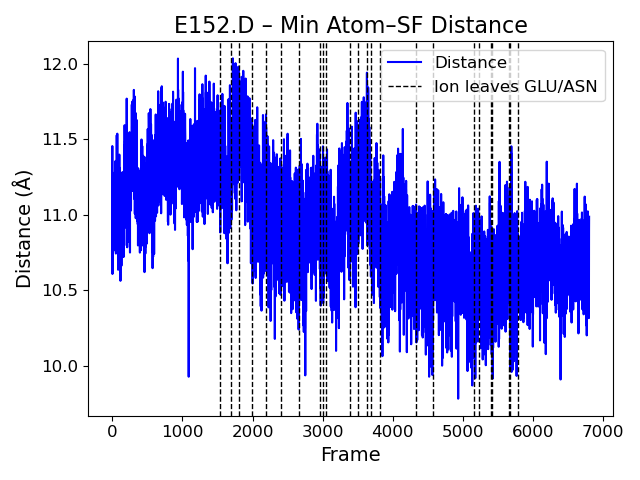 E152.D – Min Atom–SF Distance
Distance
Ion leaves GLU/ASN
Distance (Å)
12.0
11.5
11.0
10.5
10.0
0 1000 2000 3000 4000 5000 6000 7000
Frame